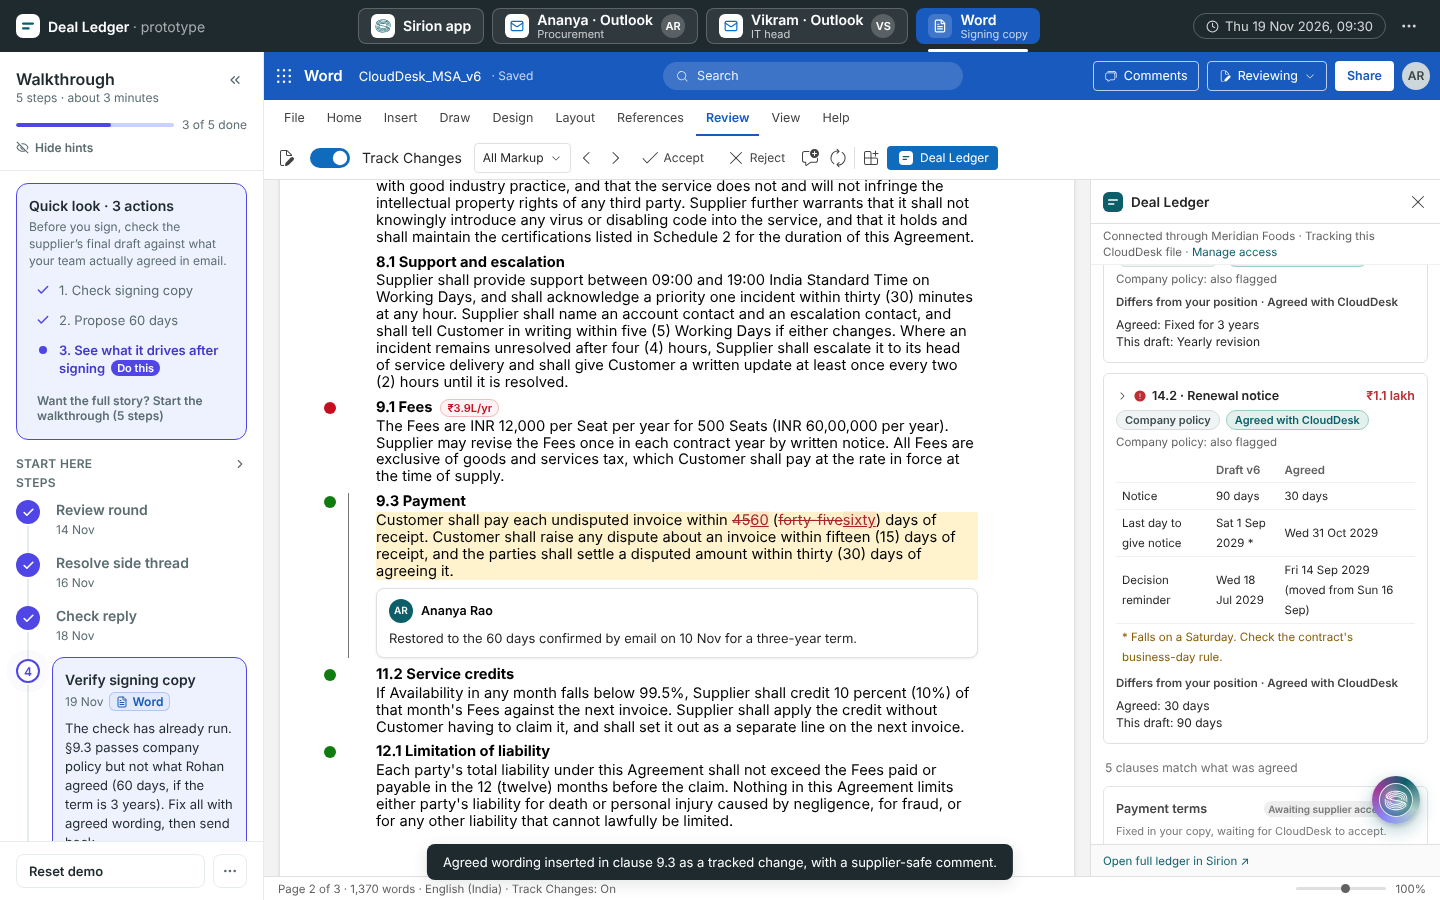 Deal Ledger · prototype
Sirion app
Ananya · Outlook
Procurement
AR
Vikram · Outlook
IT head
VS
Word
Signing copy
Thu 19 Nov 2026, 09:30
Walkthrough
5 steps · about 3 minutes
3 of 5 done
Hide hints
Quick look · 3 actions
Before you sign, check the
supplier's final draft against what
your team actually agreed in email.
1. Check signing copy
2. Propose 60 days
3. See what it drives after
signing Do this
Want the full story? Start the
walkthrough (5 steps)
START HERE
STEPS
Review round
14 Nov
Resolve side thread
16 Nov
Check reply
18 Nov
4
Verify signing copy
19 Nov Word
The check has already run.
§9.3 passes company
policy but not what Rohan
agreed (60 days, if the
term is 3 years). Fix all with
agreed wording, then send
back
Reset demo
Word CloudDesk_MSA_v6 · Saved
Search
Comments
Reviewing
Share
AR
File Home Insert Draw Design Layout References Review View Help
Track Changes
All Markup
Accept
Reject
Deal Ledger
with good industry practice, and that the service does not and will not infringe the
intellectual property rights of any third party. Supplier further warrants that it shall not
knowingly introduce any virus or disabling code into the service, and that it holds and
shall maintain the certifications listed in Schedule 2 for the duration of this Agreement.
8.1 Support and escalation
Supplier shall provide support between 09:00 and 19:00 India Standard Time on
Working Days, and shall acknowledge a priority one incident within thirty (30) minutes
at any hour. Supplier shall name an account contact and an escalation contact, and
shall tell Customer in writing within five (5) Working Days if either changes. Where an
incident remains unresolved after four (4) hours, Supplier shall escalate it to its head
of service delivery and shall give Customer a written update at least once every two
(2) hours until it is resolved.
9.1 Fees ₹3.9L/yr
The Fees are INR 12,000 per Seat per year for 500 Seats (INR 60,00,000 per year).
Supplier may revise the Fees once in each contract year by written notice. All Fees are
exclusive of goods and services tax, which Customer shall pay at the rate in force at
the time of supply.
9.3 Payment
Customer shall pay each undisputed invoice within 4560 (forty-fivesixty) days of
receipt. Customer shall raise any dispute about an invoice within fifteen (15) days of
receipt, and the parties shall settle a disputed amount within thirty (30) days of
agreeing it.
AR Ananya Rao
Restored to the 60 days confirmed by email on 10 Nov for a three-year term.
11.2 Service credits
If Availability in any month falls below 99.5%, Supplier shall credit 10 percent (10%) of
that month's Fees against the next invoice. Supplier shall apply the credit without
Customer having to claim it, and shall set it out as a separate line on the next invoice.
12.1 Limitation of liability
Each party's total liability under this Agreement shall not exceed the Fees paid or
payable in the 12 (twelve) months before the claim. Nothing in this Agreement limits
either party's liability for death or personal injury caused by negligence, for fraud, or
for any other liability that cannot lawfully be limited.
Agreed wording inserted in clause 9.3 as a tracked change, with a supplier-safe comment.
Page 2 of 3 · 1,370 words · English (India) · Track Changes: On
100%
Deal Ledger
Connected through Meridian Foods · Tracking this
CloudDesk file · Manage access
Company policy: also flagged
Differs from your position · Agreed with CloudDesk
Agreed: Fixed for 3 years
This draft: Yearly revision
14.2 · Renewal notice ₹1.1 lakh
Company policy Agreed with CloudDesk
Company policy: also flagged
Draft v6 Agreed
Notice 90 days 30 days
Last day to
give notice
Sat 1 Sep
2029 *
Wed 31 Oct 2029
Decision
reminder
Wed 18
Jul 2029
Fri 14 Sep 2029
(moved from Sun 16
Sep)
* Falls on a Saturday. Check the contract's
business-day rule.
Differs from your position · Agreed with CloudDesk
Agreed: 30 days
This draft: 90 days
5 clauses match what was agreed
Payment terms
Awaiting supplier
Fixed in your copy, waiting for CloudDesk to accept.
Open full ledger in Sirion ↗